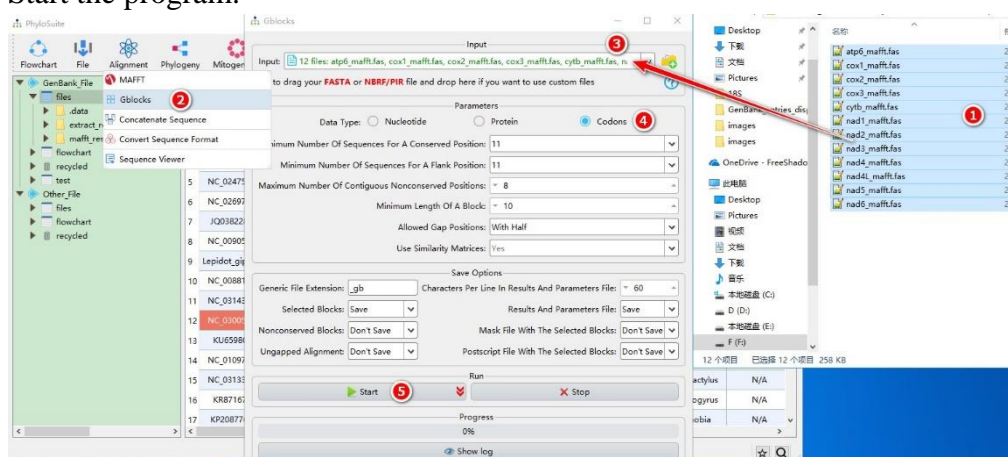 Start the program.
PhyloSuite
Flowchart File Alignment Phylogeny Mitogen
GenBank_File
files
.data
extract_
mafft_re
flowchart
recycled
test
Other_File
files
flowchart
recycled
MAFFT
Gblocks
2
Concatenate Sequence
Convert Sequence Format
Sequence Viewer
5 NC_02475
6 NC_02697
7 JQ03822
8 NC_00905
9 Lepidot_gi
10 NC_00881
11 NC_03143
12 NC_03005
13 KU6598
14 NC_01097
15 NC_03133
16 KR8716
17 KP20877
Gblocks
Input
3
Input: 12 files: atp6_mafft.fas, cox1_mafft.fas, cox2_mafft.fas, cox3_mafft.fas, cytb_mafft.fas, n
to drag your FASTA or NBRF/PIR file and drop here if you want to use custom files
Parameters
Data Type: Nucleotide Protein Codons 4
nimum Number Of Sequences For A Conserved Position: 11
Minimum Number Of Sequences For A Flank Position: 11
Maximum Number Of Contiguous Nonconserved Positions: 8
Minimum Length Of A Block: 10
Allowed Gap Positions: With Half
Use Similarity Matrices: Yes
Save Options
Generic File Extension: _gb Characters Per Line In Results And Parameters File: 60
Selected Blocks: Save Results And Parameters File: Save
Nonconserved Blocks: Don't Save Mask File With The Selected Blocks: Don't Save
Ungapped Alignment: Don't Save Postscript File With The Selected Blocks: Don't Save
Run
Start 5 Stop
Progress
0%
Show log
actylus N/A
ogyrus N/A
obia N/A
Desktop
下载
文档
Pictures
18S
images
images
OneDrive - FreeShado
此电脑
Desktop
Pictures
视频
文档
下载
音乐
本地磁盘 (C:)
D (D:)
本地磁盘 (E:)
F (F:)
名称
atp6_mafft.fas
cox1_mafft.fas
cox2_mafft.fas
cox3_mafft.fas
cytb_mafft.fas
nad1_mafft.fas
nad2_mafft.fas
nad3_mafft.fas
nad4_mafft.fas
nad4L_mafft.fas
nad5_mafft.fas
nad6_mafft.fas
1
12 个项目 已选择 12 个项目 258 KB